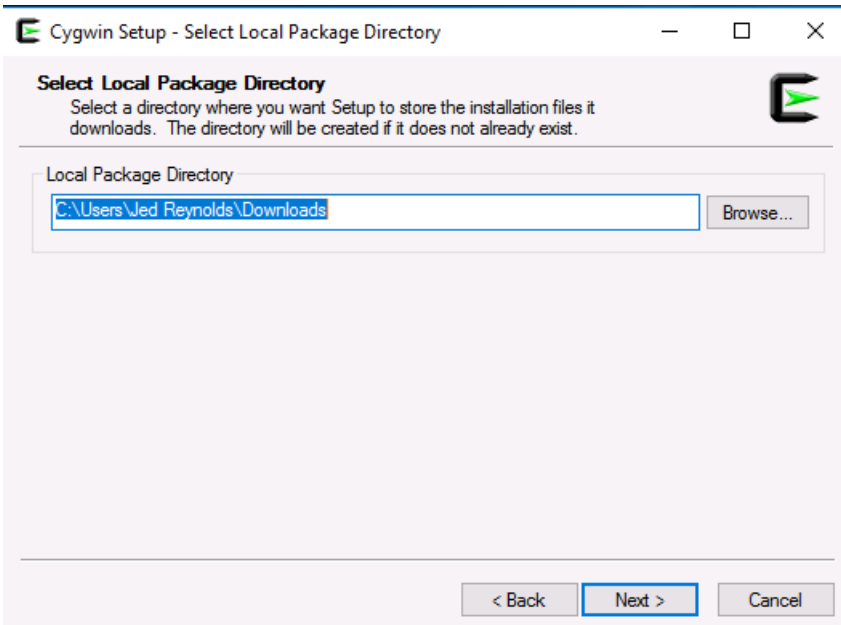 Cygwin Setup - Select Local Package Directory
Select Local Package Directory
Select a directory where you want Setup to store the installation files it
downloads.  The directory will be created if it does not already exist.
Local Package Directory
C:\Users\Jed Reynolds\Downloads
Browse...
< Back
Next >
Cancel